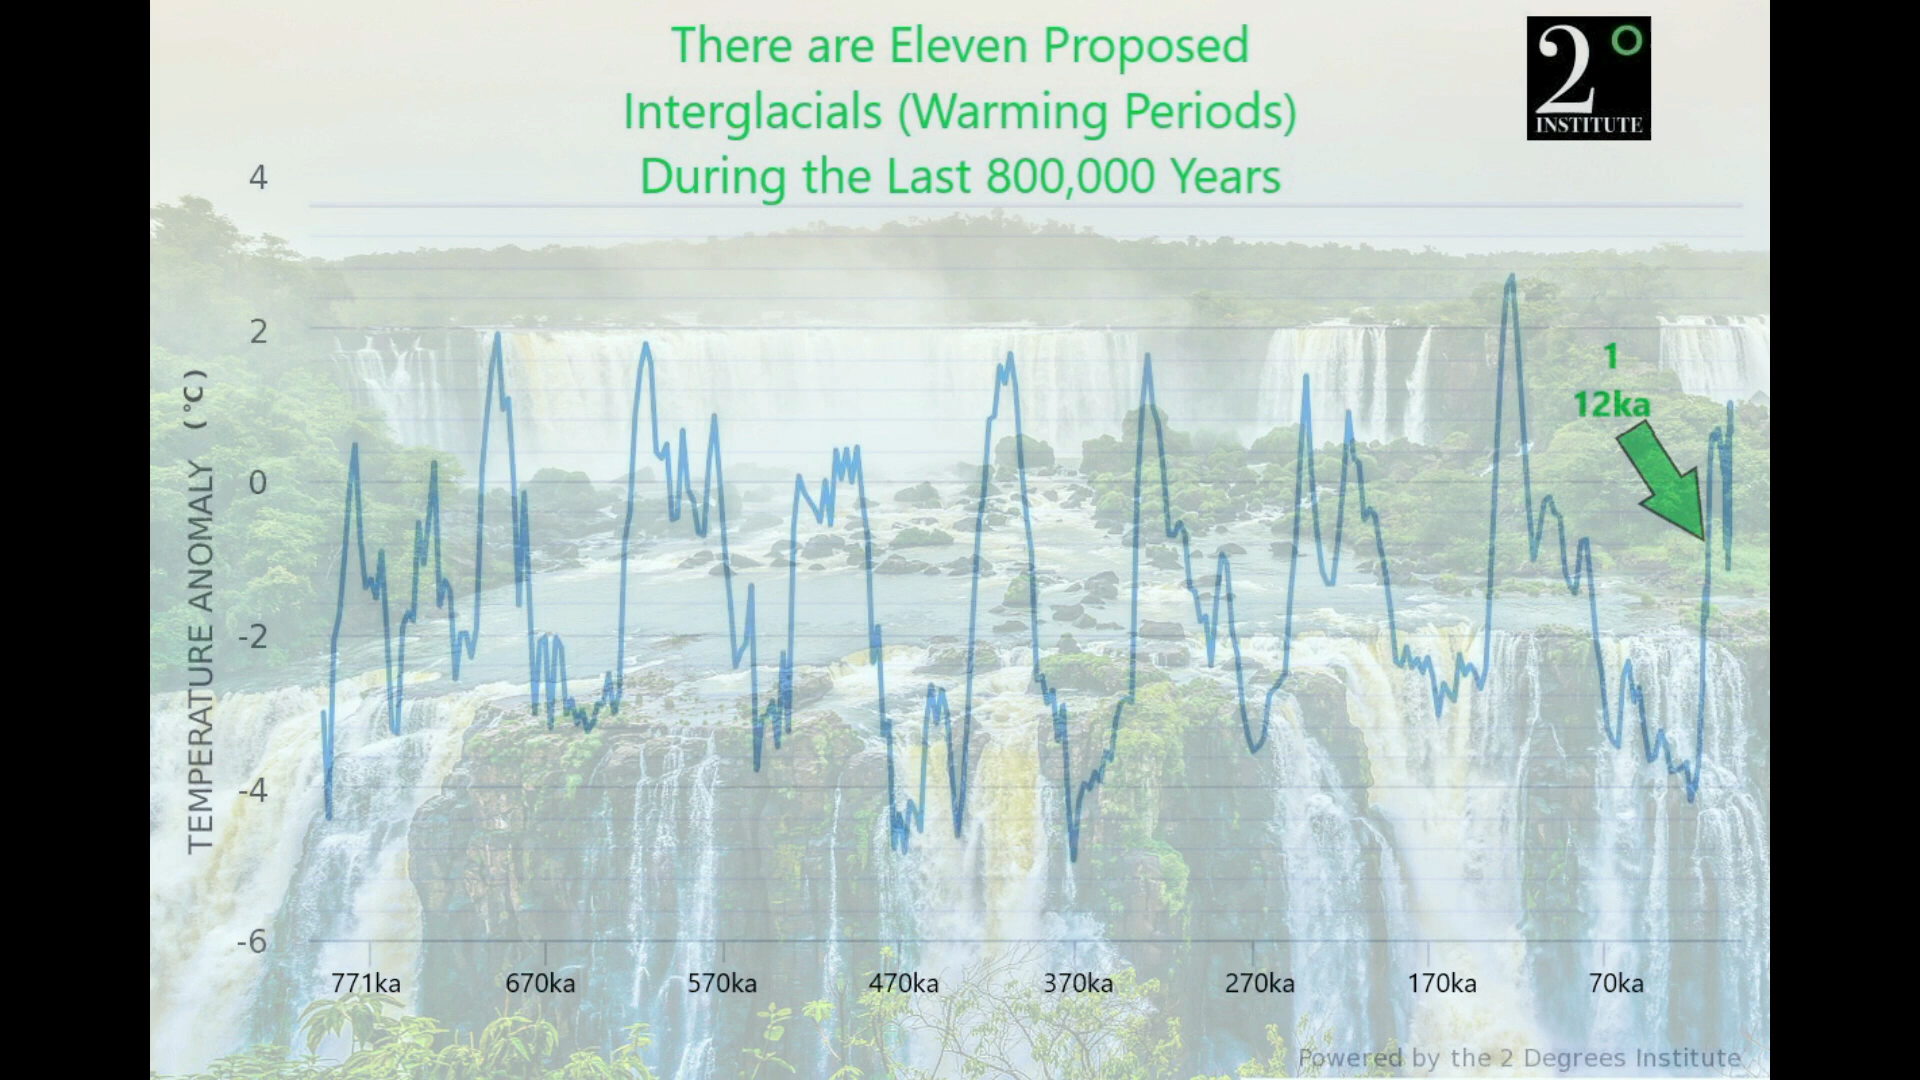 There are Eleven Proposed
Interglacials (Warming Periods)
During the Last 800,000 Years
2°
INSTITUTE
4
2
0
-2
-4
-6
TEMPERATURE ANOMALY (°C)
1
12ka
771ka 670ka 570ka 470ka 370ka 270ka 170ka 70ka
Powered by the 2 Degrees Institute